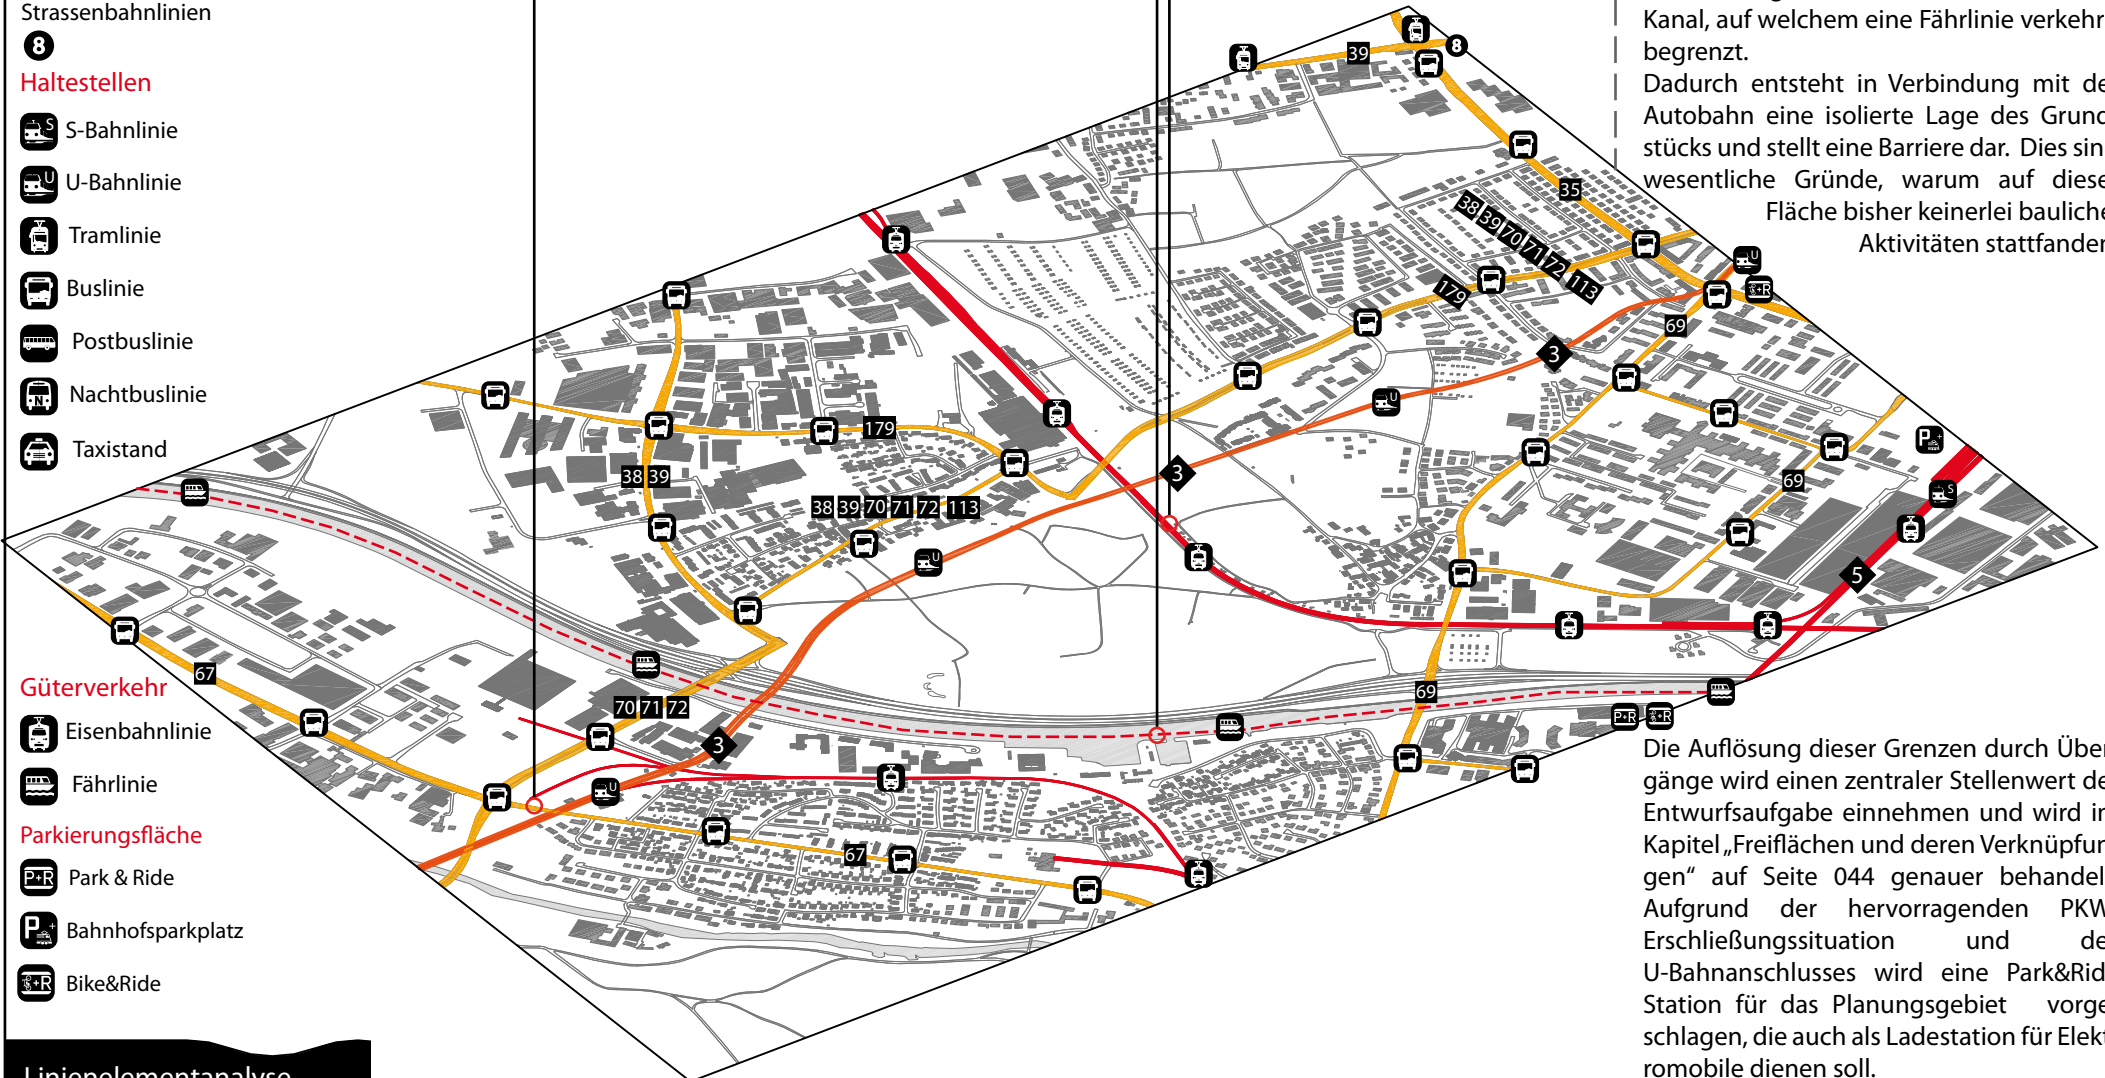 Strassenbahnlinien
8
Haltestellen
S-Bahnlinie
U-Bahnlinie
Tramlinie
Buslinie
Postbuslinie
Nachtbuslinie
Taxistand
Güterverkehr
Eisenbahnlinie
Fährlinie
Parkierungsfläche
P+R Park & Ride
Bahnhofsparkplatz
Bike&Ride
Linienelementanalyse
39
8
35
38 39 70 71 72 113
179
69
3
179
3
38 39
38 39 70 71 72 113
69
5
67
70 71 72
69
3
P+R
67
Kanal, auf welchem eine Fährlinie verkehr
begrenzt.
Dadurch entsteht in Verbindung mit de
Autobahn eine isolierte Lage des Grund
stücks und stellt eine Barriere dar. Dies sin
wesentliche Gründe, warum auf diese
Fläche bisher keinerlei bauliche
Aktivitäten stattfanden
Die Auflösung dieser Grenzen durch Über
gänge wird einen zentraler Stellenwert de
Entwurfsaufgabe einnehmen und wird in
Kapitel „Freiflächen und deren Verknüpfun
gen“ auf Seite 044 genauer behandel
Aufgrund der hervorragenden PKW
Erschließungssituation und de
U-Bahnanschlusses wird eine Park&Rid
Station für das Planungsgebiet vorge
schlagen, die auch als Ladestation für Elekt
romobile dienen soll.